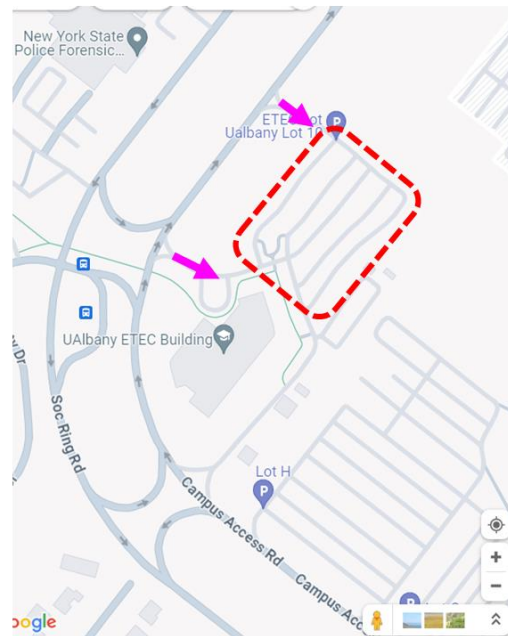 New York State
Police Forensic...
ETEC Lot
Ualbany Lot 10
P
UAlbany ETEC Building
y Dr
Soc Ring Rd
Lot H
P
Campus Access Rd
Campus Acc
P
oogle